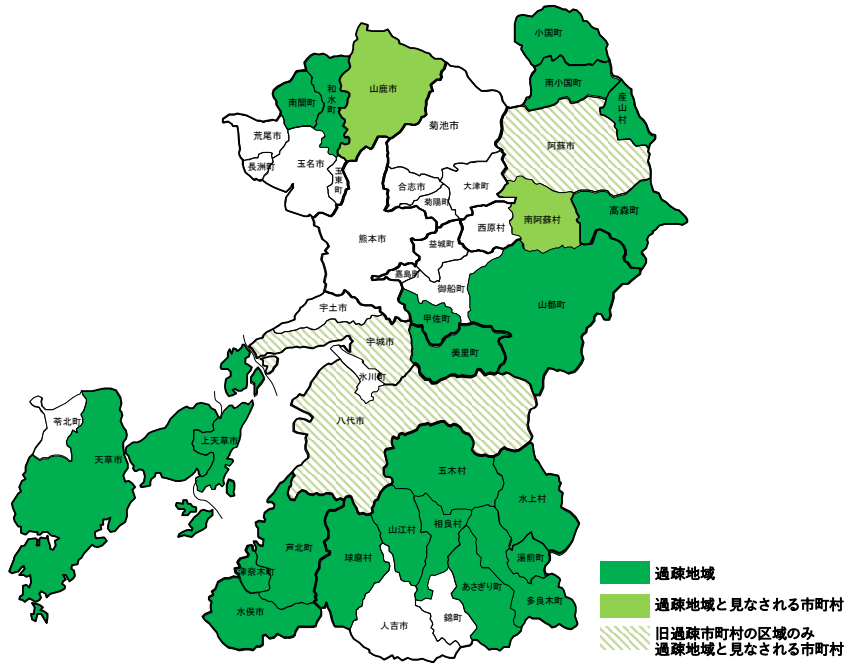 小国町
南小国町
産山村
和水町
南関町
山鹿市
菊池市
阿蘇市
荒尾市
長洲町
玉名市
玉東町
合志市
大津町
菊陽町
南阿蘇村
高森町
西原村
熊本市
益城町
嘉島町
御船町
山都町
宇土市
甲佐町
宇城市
美里町
氷川町
苓北町
八代市
上天草市
天草市
五木村
水上村
山江村
相良村
芦北町
球磨村
湯前町
津奈木町
あさぎり町
多良木町
水俣市
人吉市
錦町
過疎地域
過疎地域と見なされる市町村
旧過疎市町村の区域のみ
過疎地域と見なされる市町村